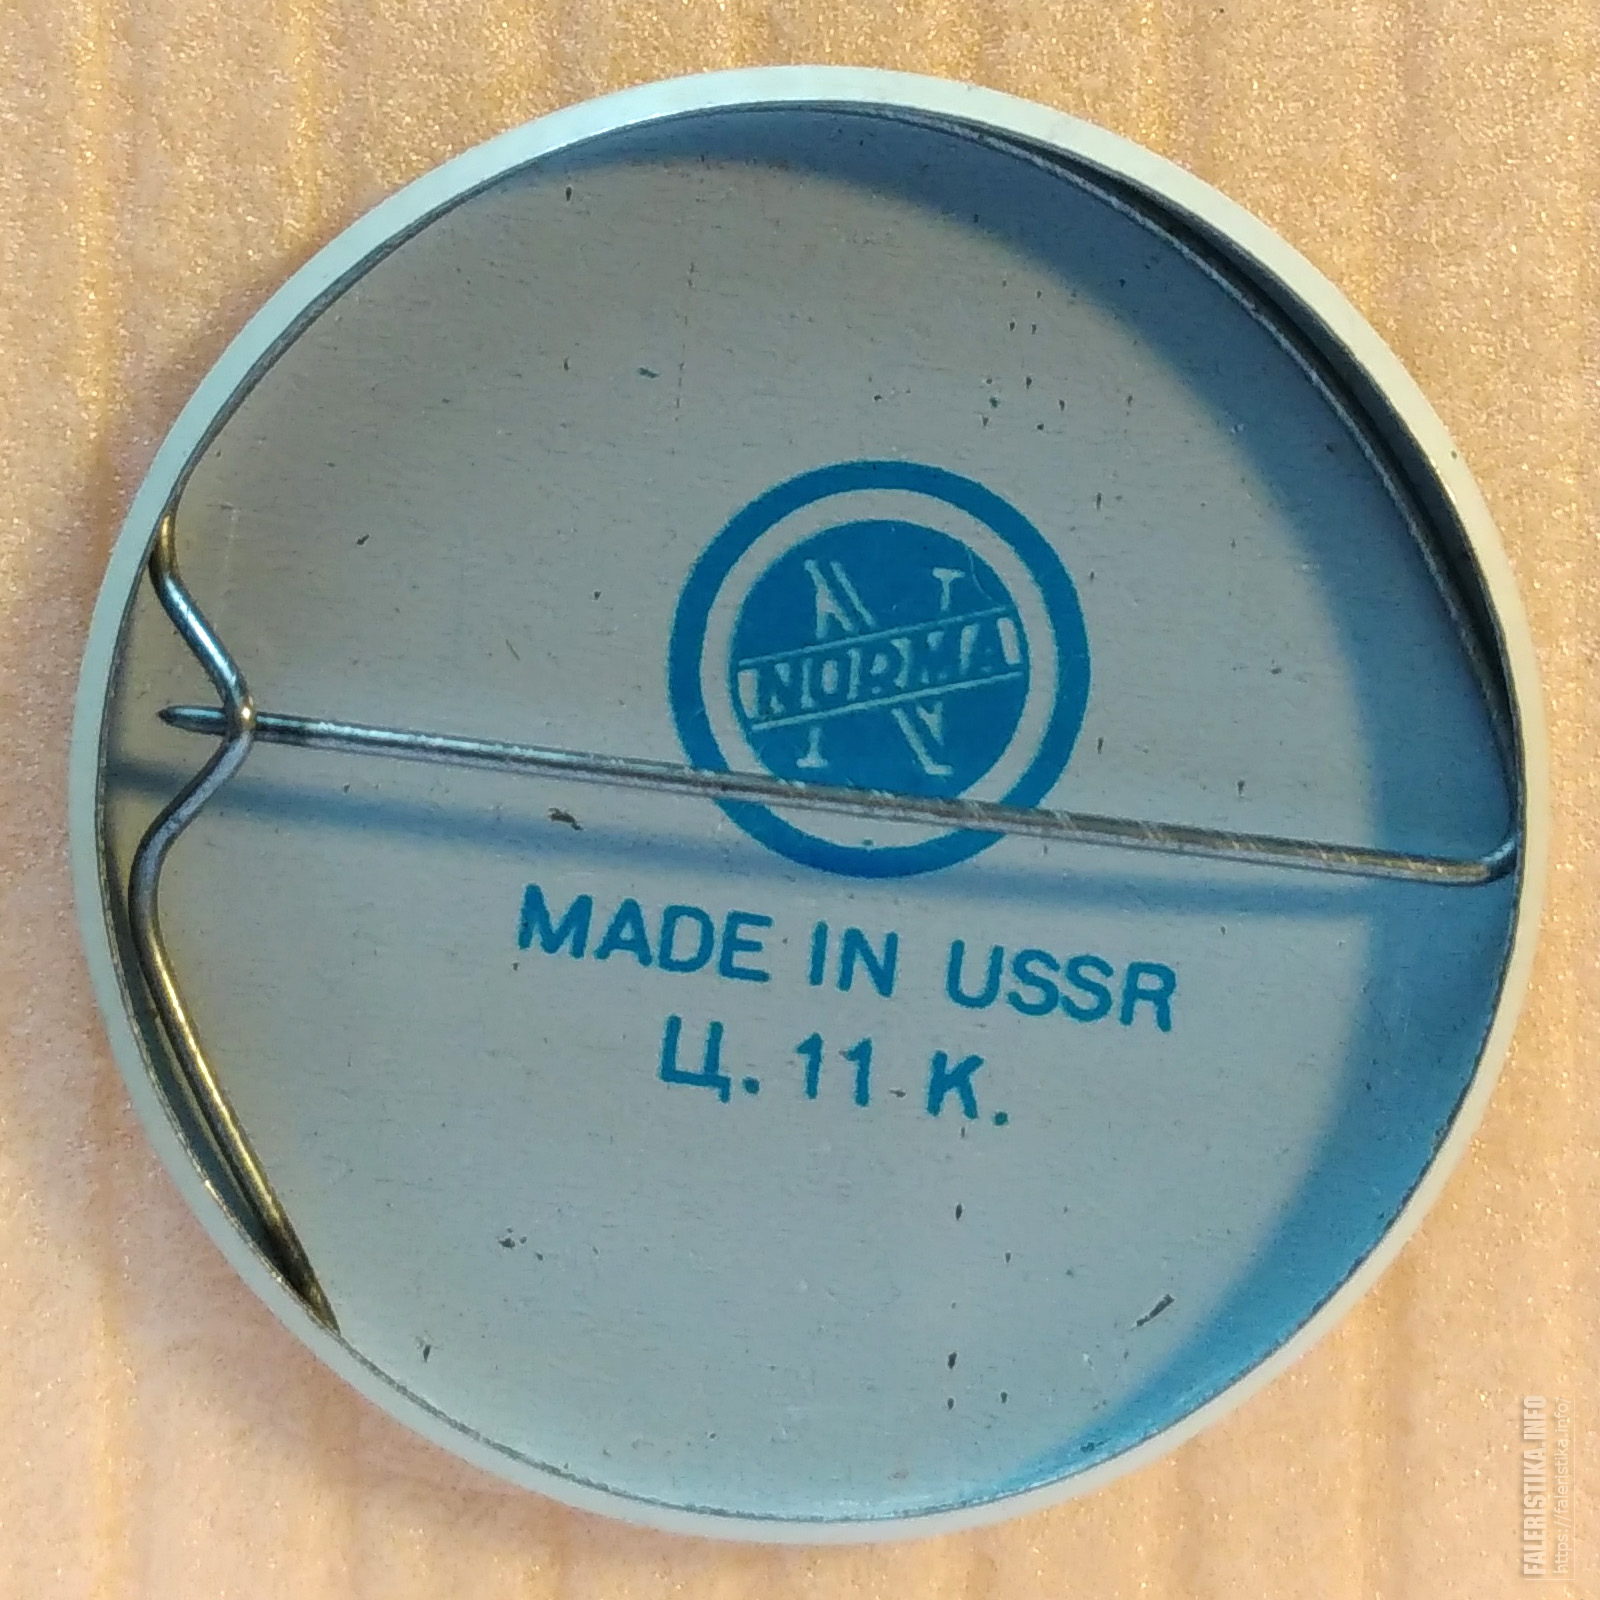 NORMA
MADE IN USSR
Ц. 11 К.
FALERISTIKA.INFO
https://faleristika.info